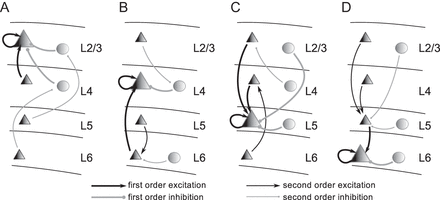 A B C D
L2/3 L2/3 L2/3 L2/3
L4 L4 L4 L4
L5 L5 L5 L5
L6 L6 L6 L6
first order excitation second order excitation
first order inhibition second order inhibition